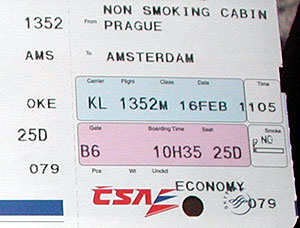 NON SMOKING CABIN
1352 From PRAGUE
AMS To AMSTERDAM
Carrier Flight Class Date Time
OKE KL 1352M 16FEB 1105
Gate Boarding Time Seat Smoke
25D B6 10H35 25D NO
Pcs Wt Unckd
079 CSA ECONOMY 079